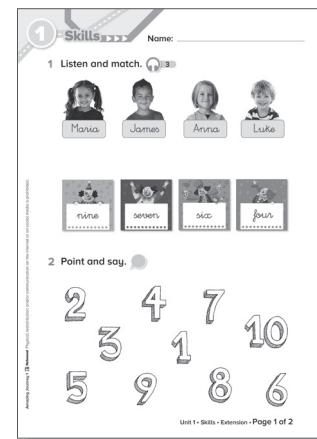 1 Skills
Name:
1 Listen and match. 3
Maria James Anna Luke
nine seven six four
2 Point and say.
2 4 7
3 1 10
5 9 8 6
Unit 1 • Skills • Extension • Page 1 of 2